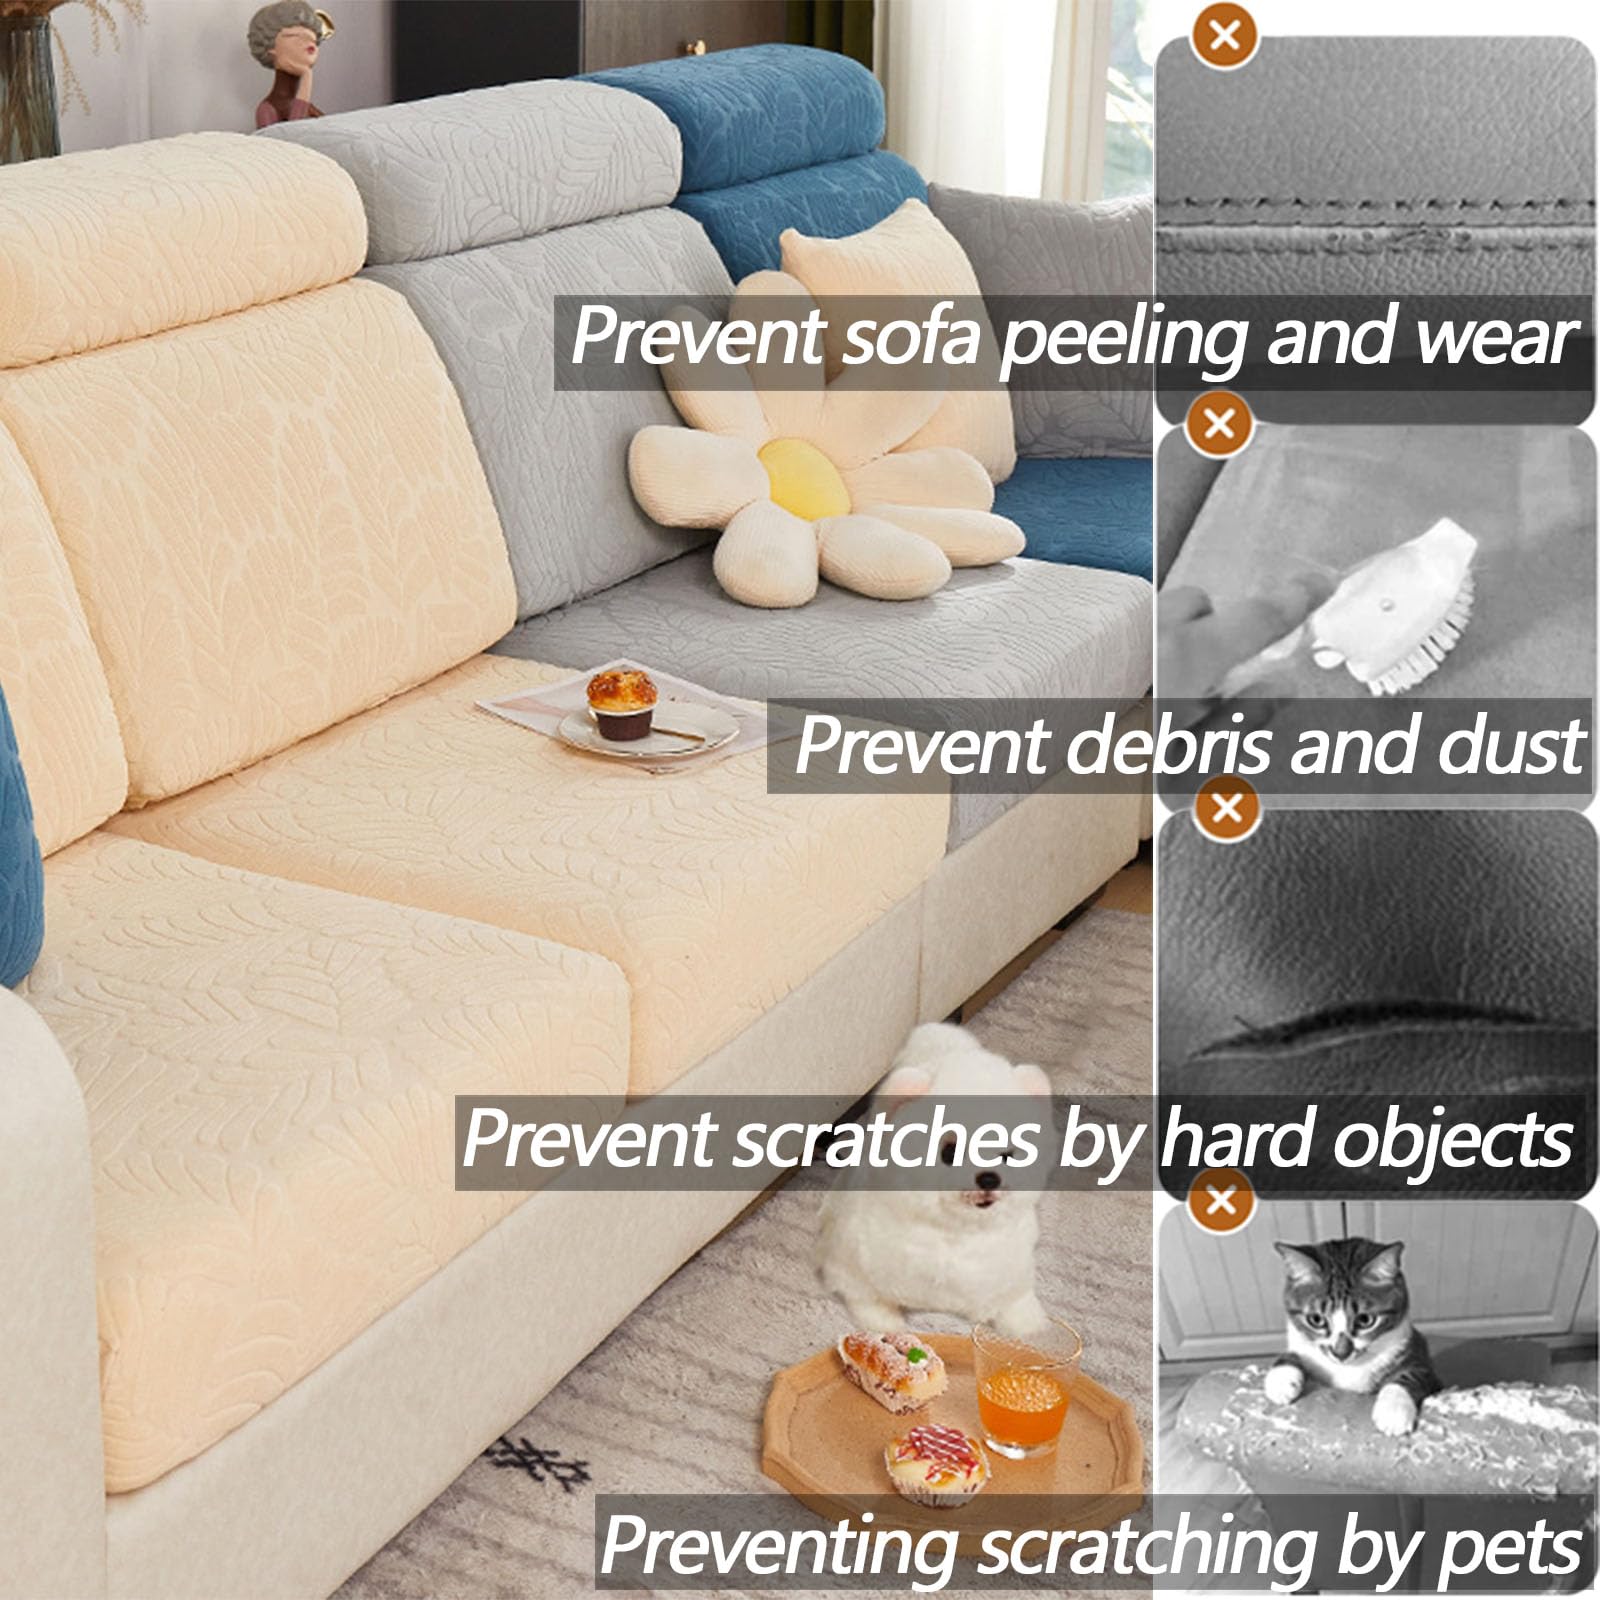 Prevent sofa peeling and wear
Prevent debris and dust
Prevent scratches by hard objects
Preventing scratching by pets